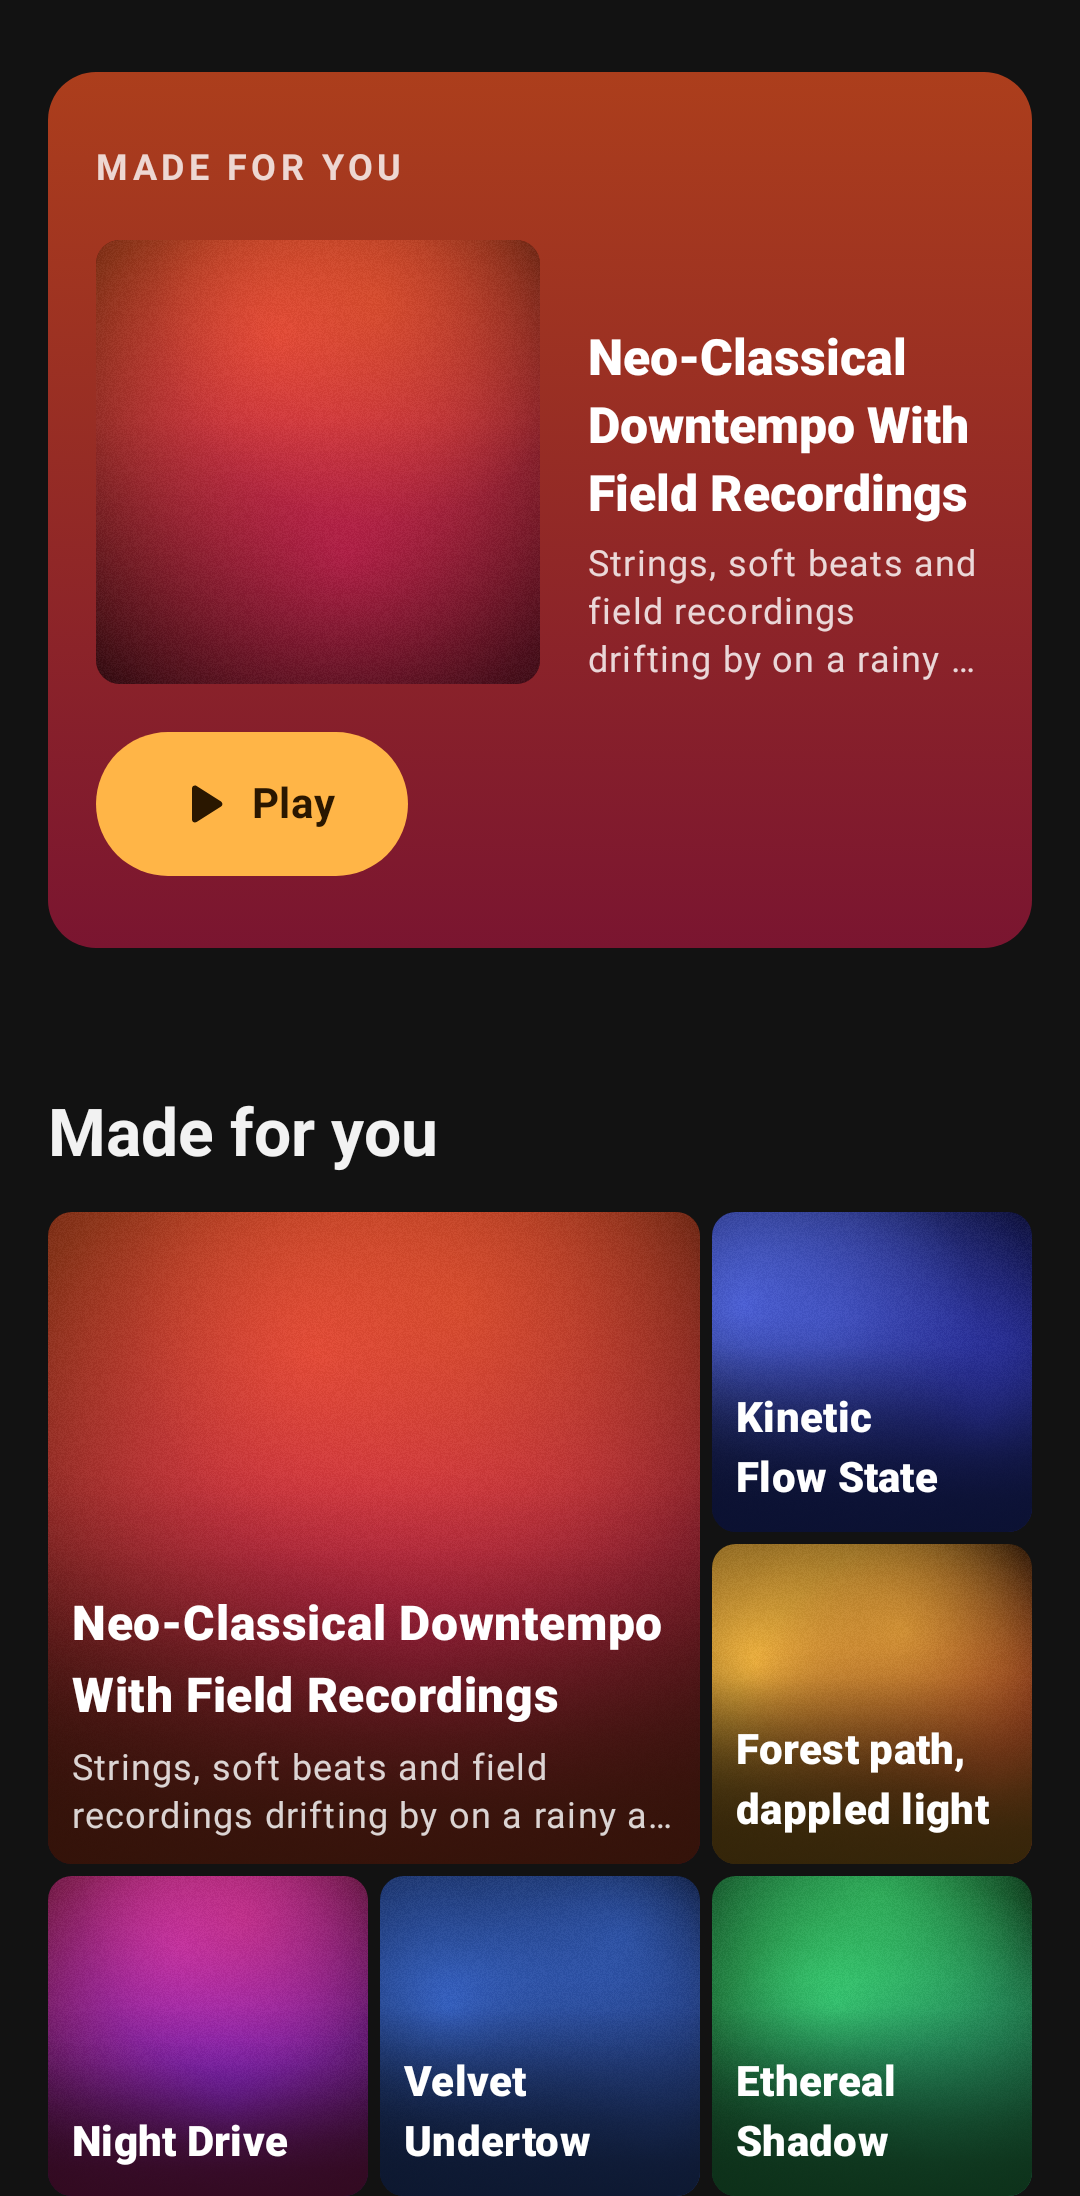 MADE FOR YOU
Neo-Classical
Downtempo With
Field Recordings
Strings, soft beats and
field recordings
drifting by on a rainy …
Play
Made for you
Neo-Classical Downtempo
With Field Recordings
Strings, soft beats and field
recordings drifting by on a rainy a…
Kinetic
Flow State
Forest path,
dappled light
Night Drive
Velvet
Undertow
Ethereal
Shadow